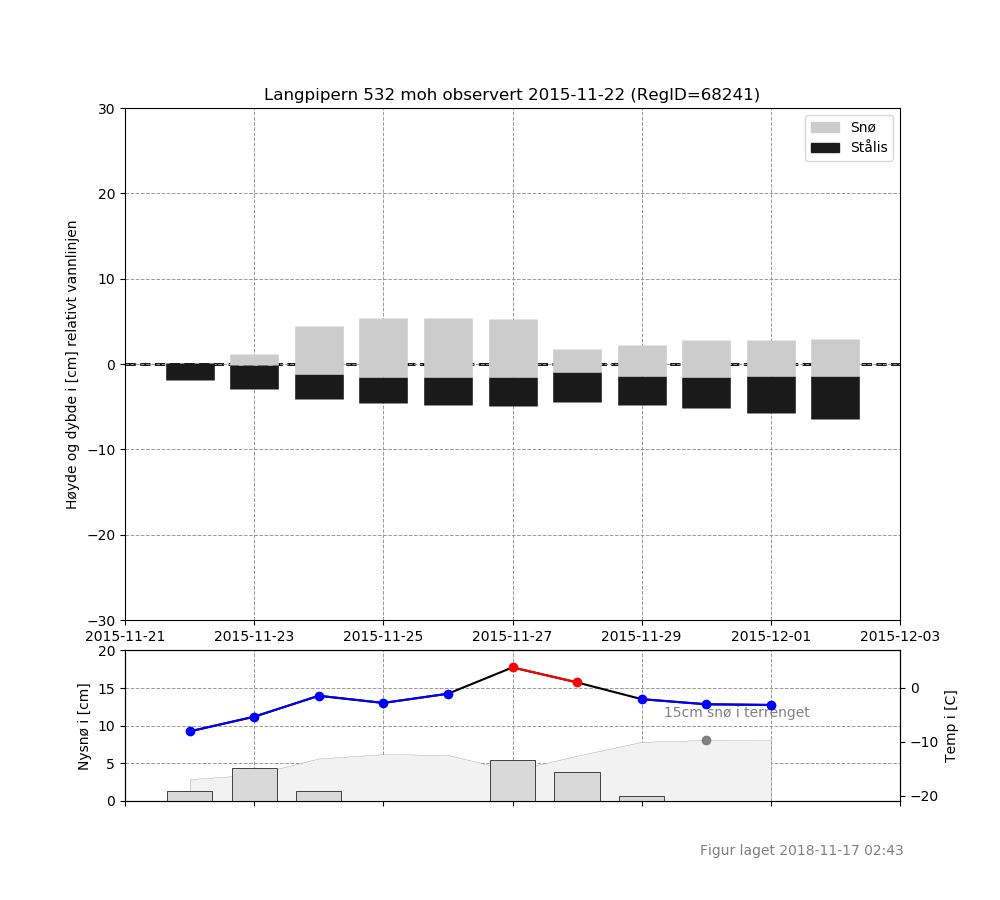 Langpipern 532 moh observert 2015-11-22 (RegID=68241)
Snø
Stålis
Høyde og dybde i [cm] relativt vannlinjen
30
20
10
0
−10
−20
−30
2015-11-21 2015-11-23 2015-11-25 2015-11-27 2015-11-29 2015-12-01 2015-12-03
Nysnø i [cm]
20
15
10
5
0
15cm snø i terrenget
0
−10
−20
Temp i [C]
Figur laget 2018-11-17 02:43